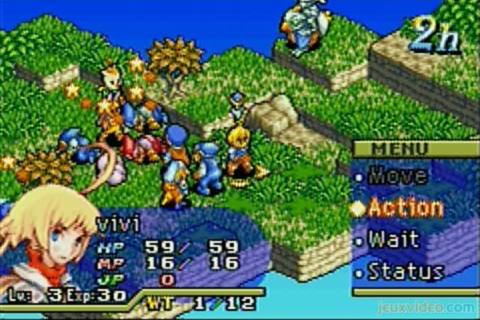 2n
MENU
Move
Action
Wait
Status
vivi
HP 59/ 59
MP 16/ 16
JP 0
Lv. 3 Exp:30
WT 1/12
jeuxvideo.com